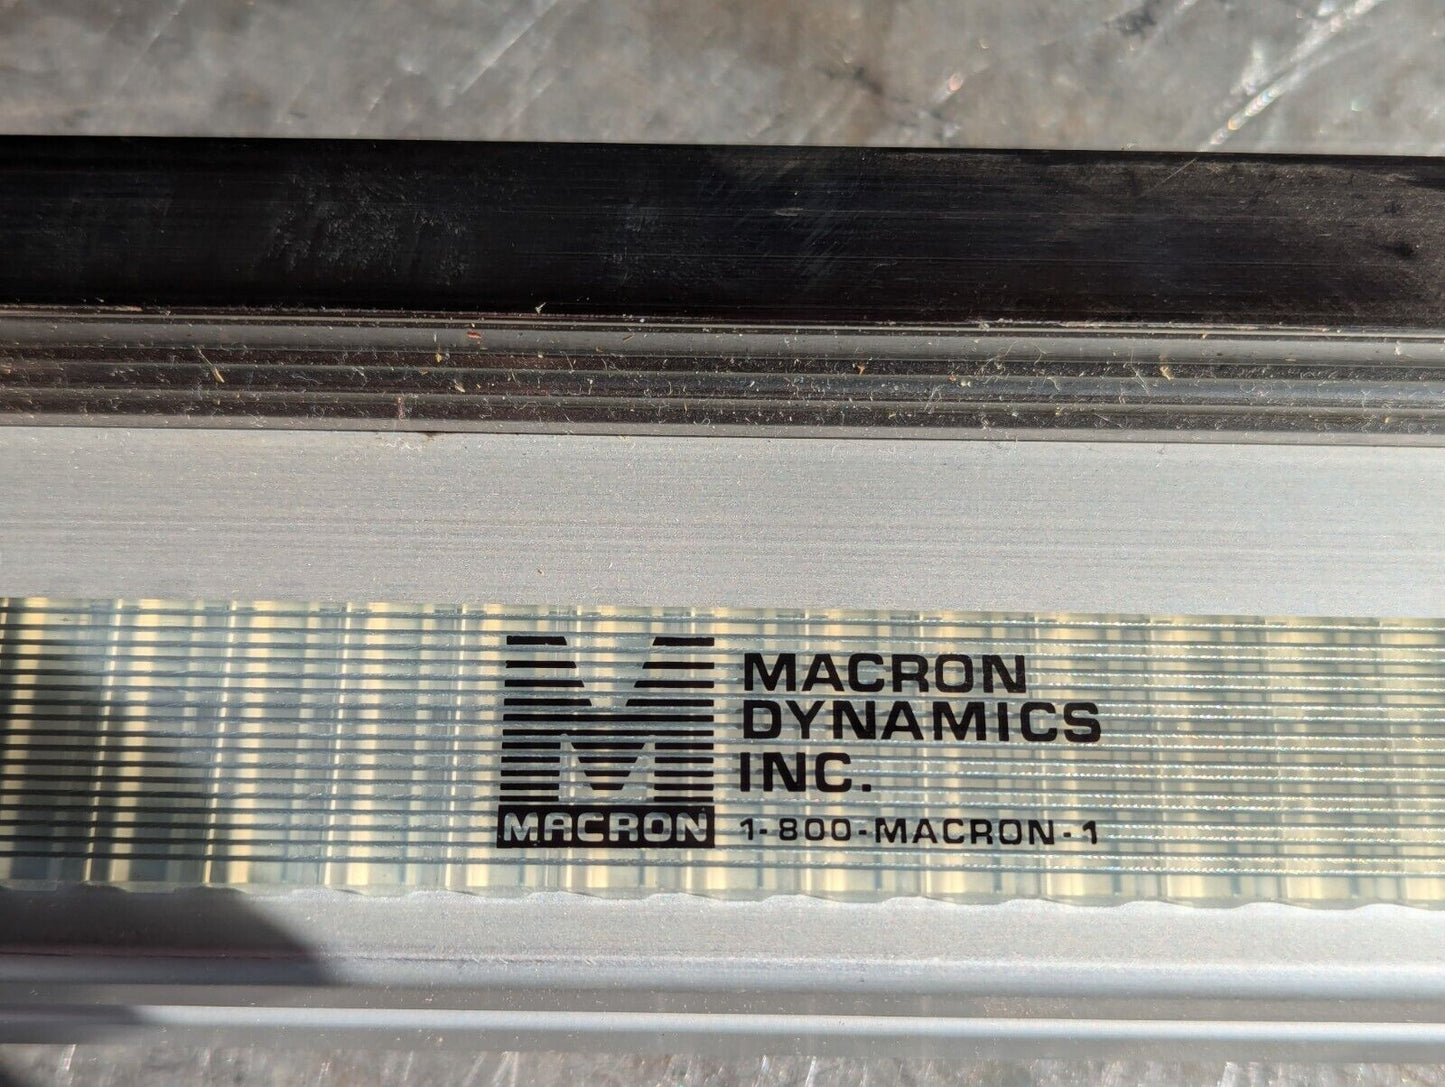 M
MACRON
MACRON
DYNAMICS
INC.
1-800-MACRON-1